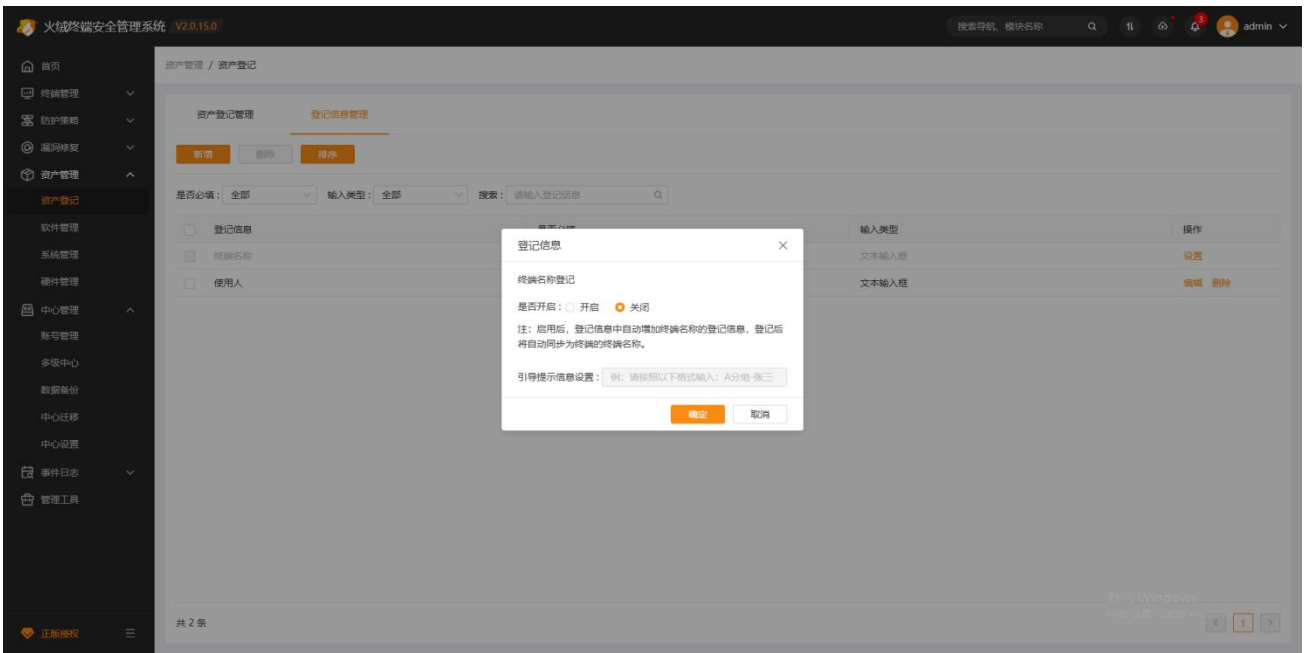 火绒终端安全管理系统 V2.0.15.0
搜索导航、模块名称
3
admin
首页
终端管理
防护策略
漏洞修复
资产管理
资产登记
软件管理
系统管理
硬件管理
中心管理
账号管理
多级中心
数据备份
中心迁移
中心设置
事件日志
管理工具
正版授权
资产管理 / 资产登记
资产登记管理 登记信息管理
新增 删除 排序
是否必填: 全部 输入类型: 全部 搜索: 请输入登记信息
登记信息 是否必填 输入类型 操作
终端名称 文本输入框 设置
使用人 文本输入框 编辑 删除
登记信息
终端名称登记
是否开启: 开启 关闭
注: 启用后, 登记信息中自动增加终端名称的登记信息, 登记后
将自动同步为终端的终端名称。
引导提示信息设置: 例: 请按照以下格式输入: A分组-张三
确定 取消
激活 Windows
共 2 条
1